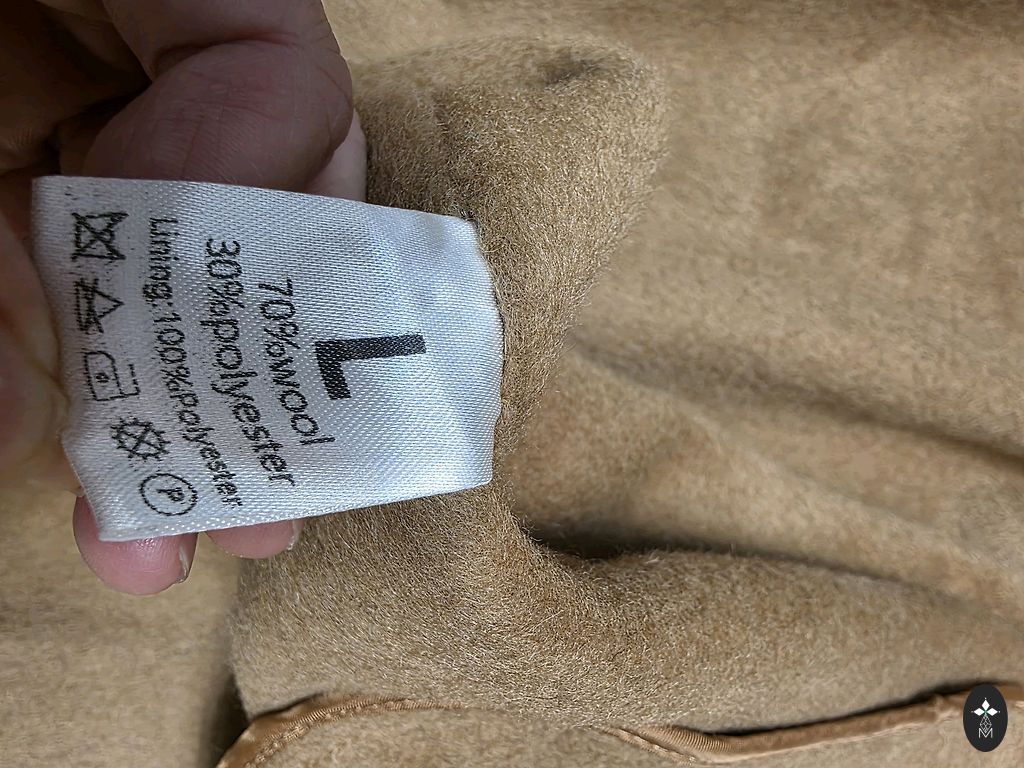 L
70%wool
30%polyester
Lining:100%Polyester
P
M